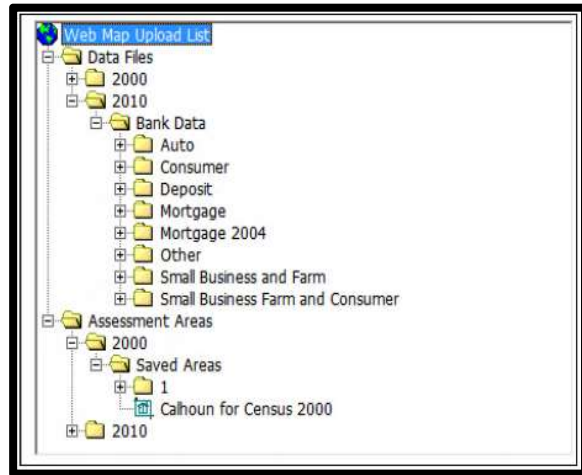 Web Map Upload List
Data Files
2000
2010
Bank Data
Auto
Consumer
Deposit
Mortgage
Mortgage 2004
Other
Small Business and Farm
Small Business Farm and Consumer
Assessment Areas
2000
Saved Areas
1
Calhoun for Census 2000
2010